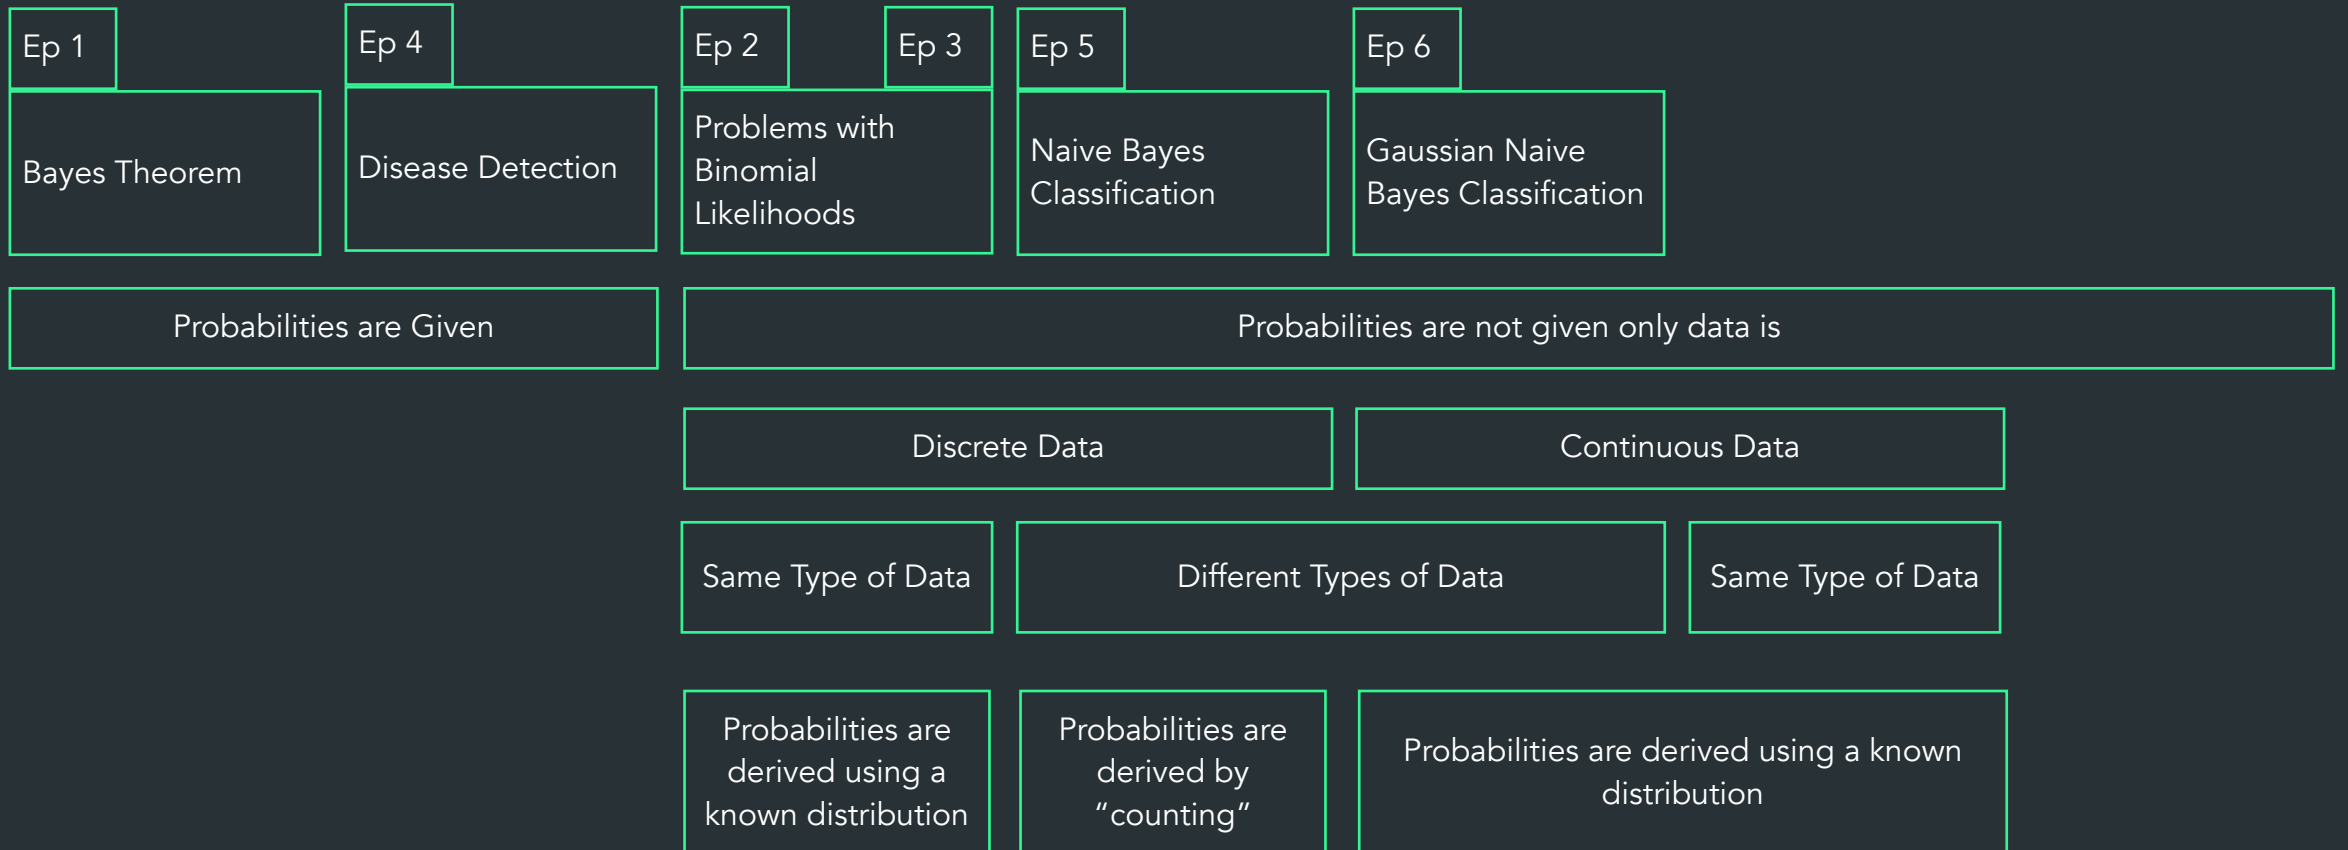 Ep 1
Ep 4
Ep 2
Ep 3
Ep 5
Ep 6
Bayes Theorem
Disease Detection
Problems with
Binomial
Likelihoods
Naive Bayes
Classification
Gaussian Naive
Bayes Classification
Probabilities are Given
Probabilities are not given only data is
Discrete Data
Continuous Data
Same Type of Data
Different Types of Data
Same Type of Data
Probabilities are
derived using a
known distribution
Probabilities are
derived by
“counting”
Probabilities are derived using a known
distribution